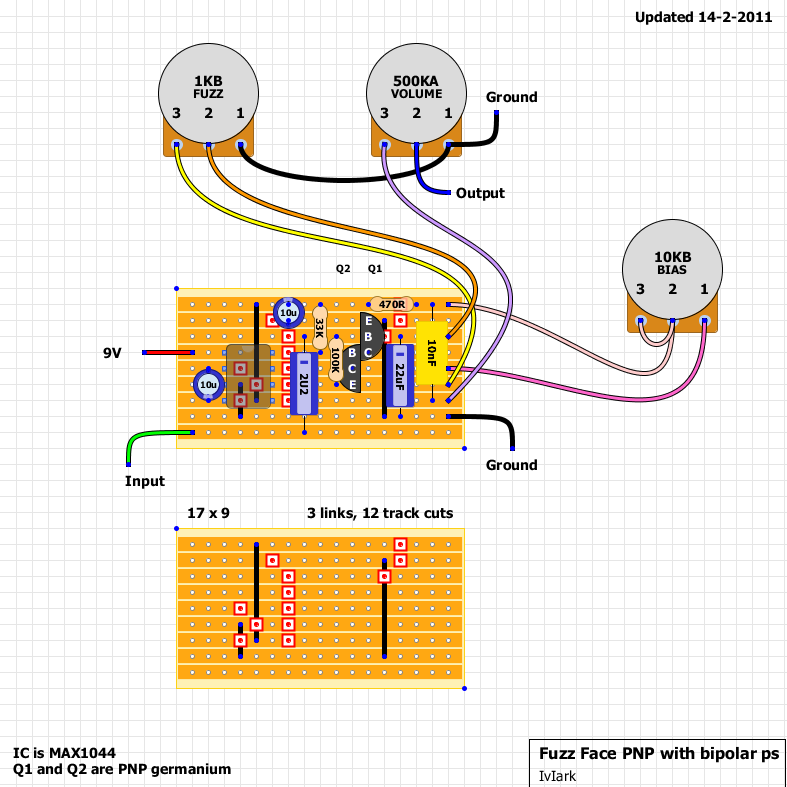 Updated 14-2-2011
1KB
FUZZ
3 2 1
500KA
VOLUME
3 2 1
Ground
Output
10KB
BIAS
3 2 1
Q2 Q1
470R
10u
33K
E
B
C
100K
B
C
E
10nF
9V
10u
2U2
22uF
Input
Ground
17 x 9
3 links, 12 track cuts
IC is MAX1044
Q1 and Q2 are PNP germanium
Fuzz Face PNP with bipolar ps
IvIark